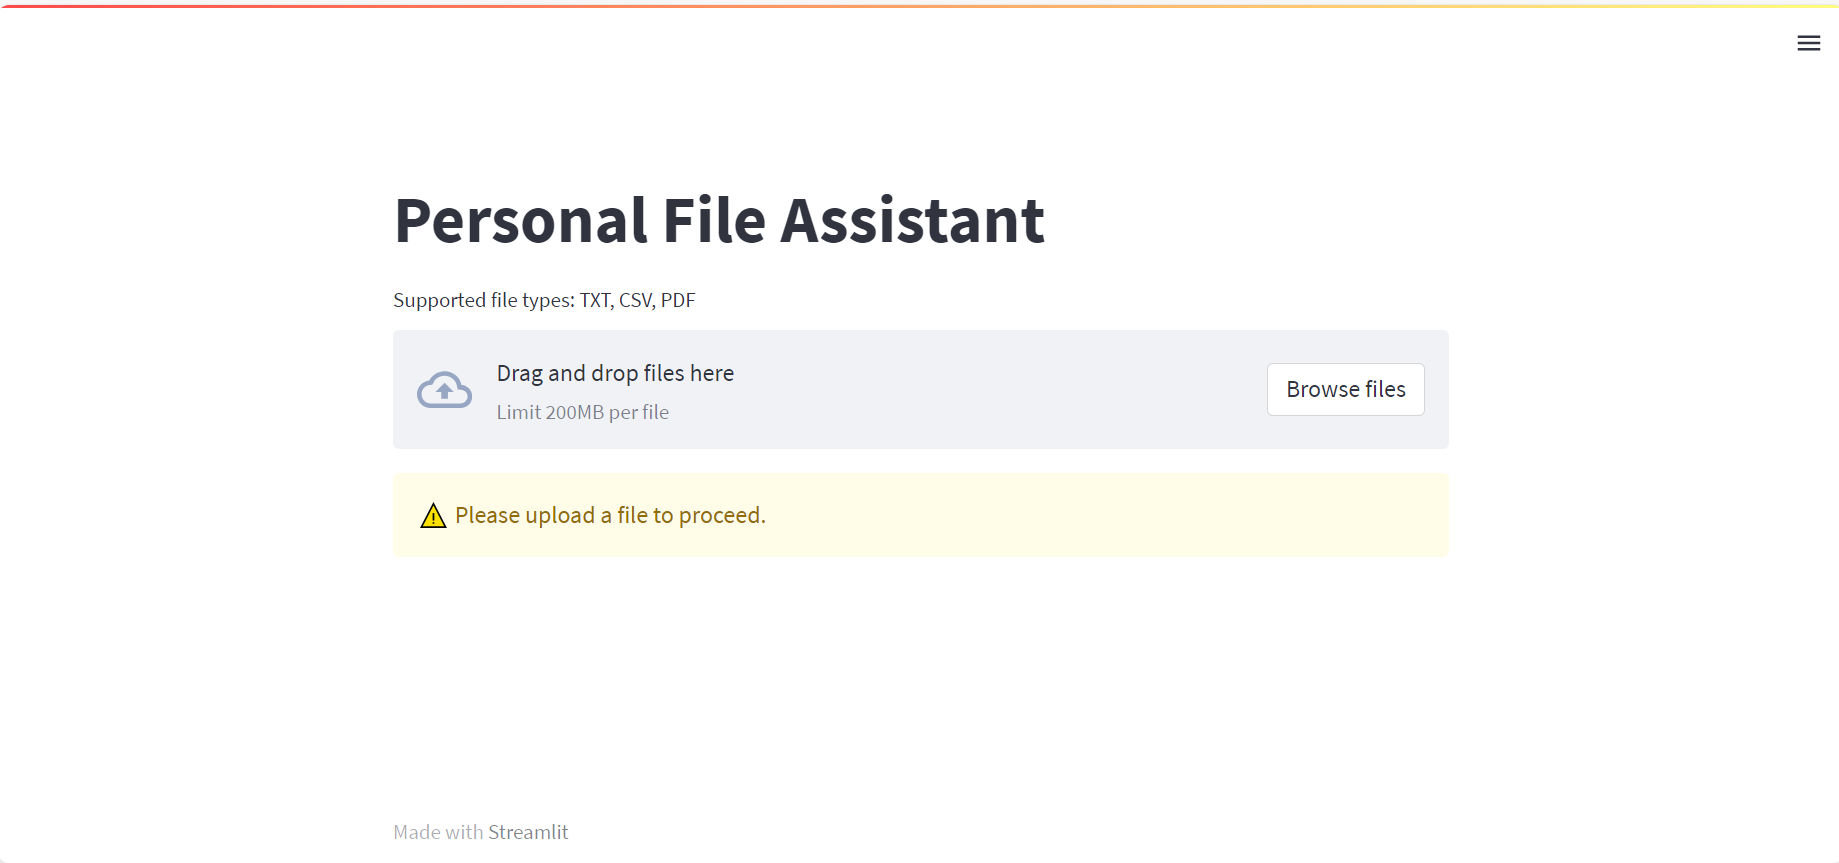 Personal File Assistant
Supported file types: TXT, CSV, PDF
Drag and drop files here
Limit 200MB per file
Browse files
Please upload a file to proceed.
Made with Streamlit